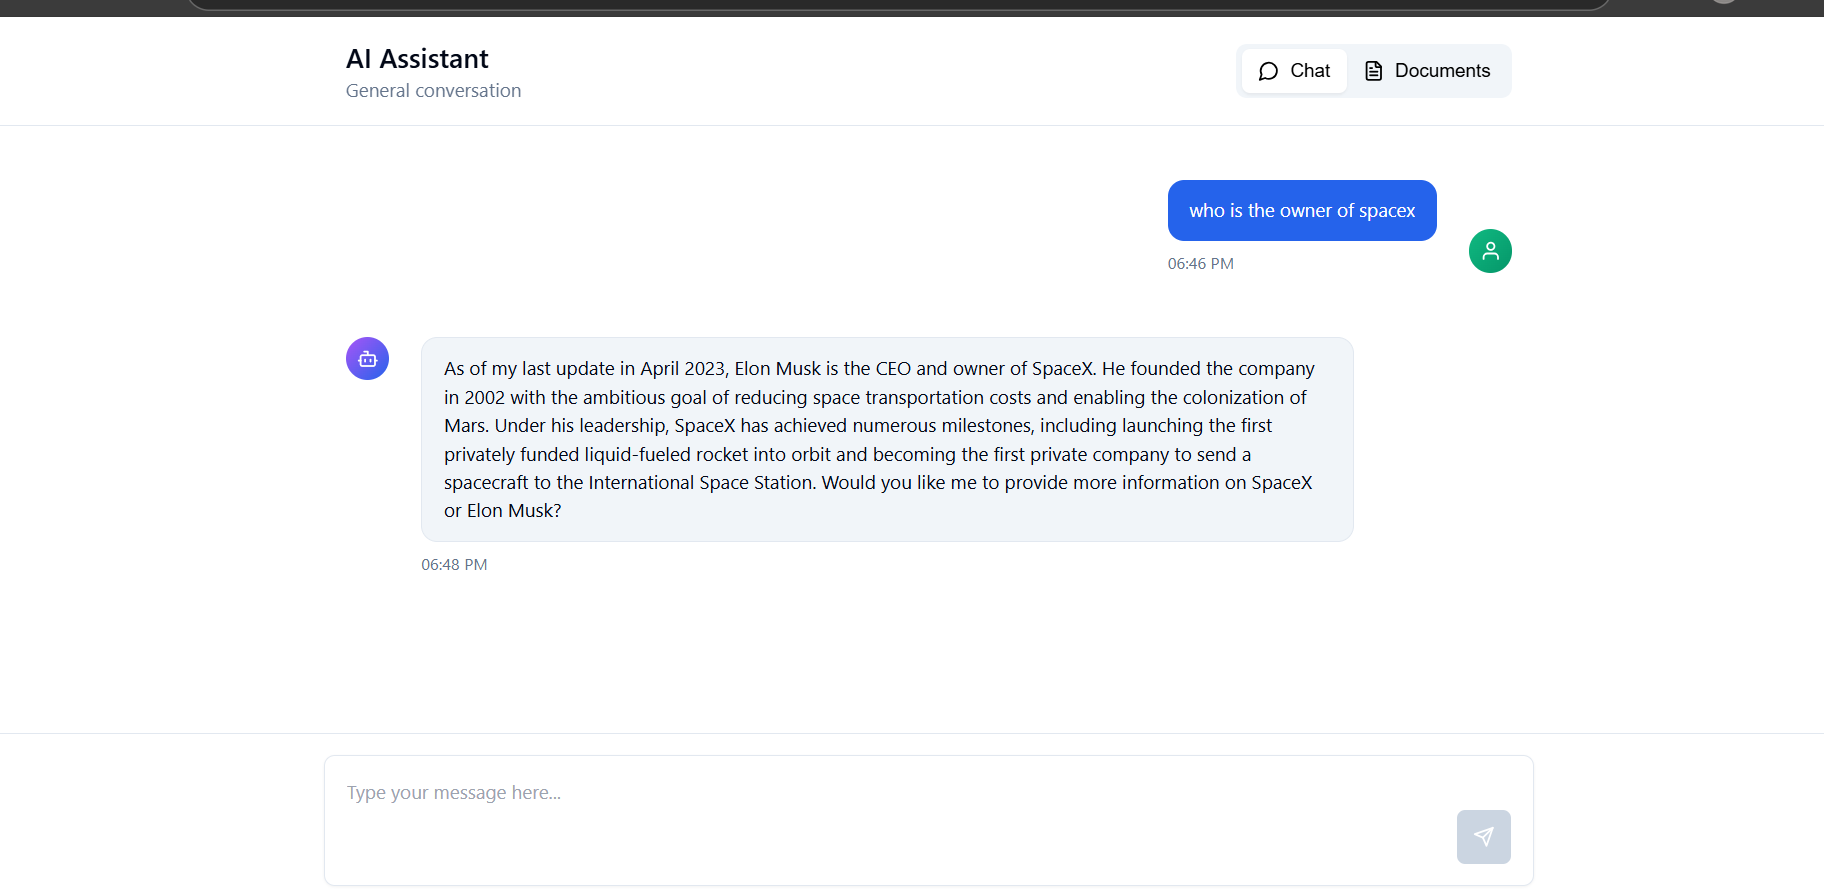 AI Assistant
General conversation
Chat
Documents
who is the owner of spacex
06:46 PM
As of my last update in April 2023, Elon Musk is the CEO and owner of SpaceX. He founded the company
in 2002 with the ambitious goal of reducing space transportation costs and enabling the colonization of
Mars. Under his leadership, SpaceX has achieved numerous milestones, including launching the first
privately funded liquid-fueled rocket into orbit and becoming the first private company to send a
spacecraft to the International Space Station. Would you like me to provide more information on SpaceX
or Elon Musk?
06:48 PM
Type your message here...